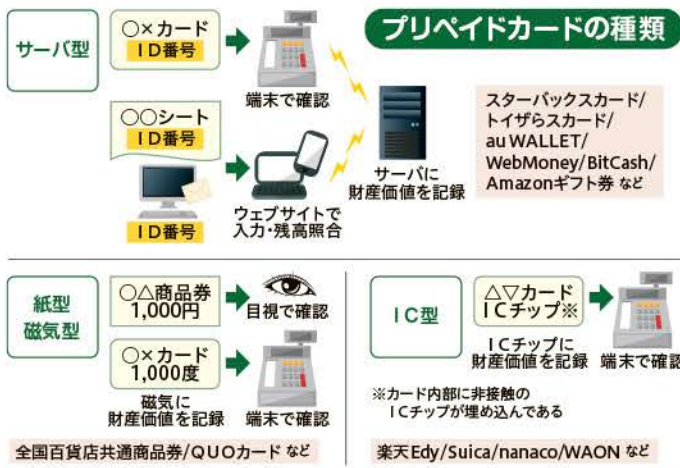 プリペイドカードの種類
サーバ型
○×カード
ID番号
端末で確認
○○シート
ID番号
ID番号
ウェブサイトで
入力・残高照合
サーバに
財産価値を記録
スターバックスカード/
トイザらスカード/
au WALLET/
WebMoney/BitCash/
Amazonギフト券 など
紙型
磁気型
○△商品券
1,000円
目視で確認
○×カード
1,000度
磁気に
財産価値を記録
端末で確認
全国百貨店共通商品券/QUOカード など
IC型
△▽カード
ICチップ※
ICチップに
財産価値を記録
端末で確認
※カード内部に非接触の
ICチップが埋め込んである
楽天Edy/Suica/nanaco/WAON など